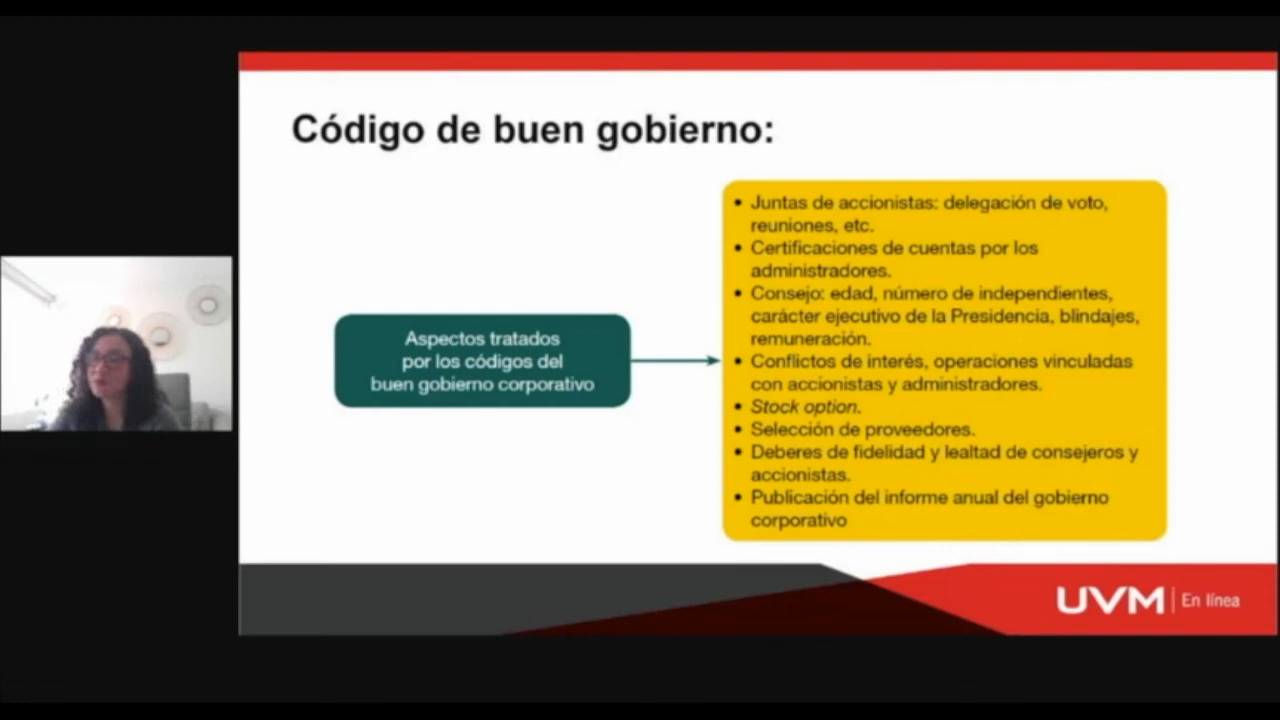 Código de buen gobierno:
Aspectos tratados
por los códigos del
buen gobierno corporativo
• Juntas de accionistas: delegación de voto,
reuniones, etc.
• Certificaciones de cuentas por los
administradores.
• Consejo: edad, número de independientes,
carácter ejecutivo de la Presidencia, blindajes,
remuneración.
• Conflictos de interés, operaciones vinculadas
con accionistas y administradores.
• Stock option.
• Selección de proveedores.
• Deberes de fidelidad y lealtad de consejeros y
accionistas.
• Publicación del informe anual del gobierno
corporativo
UVM | En línea